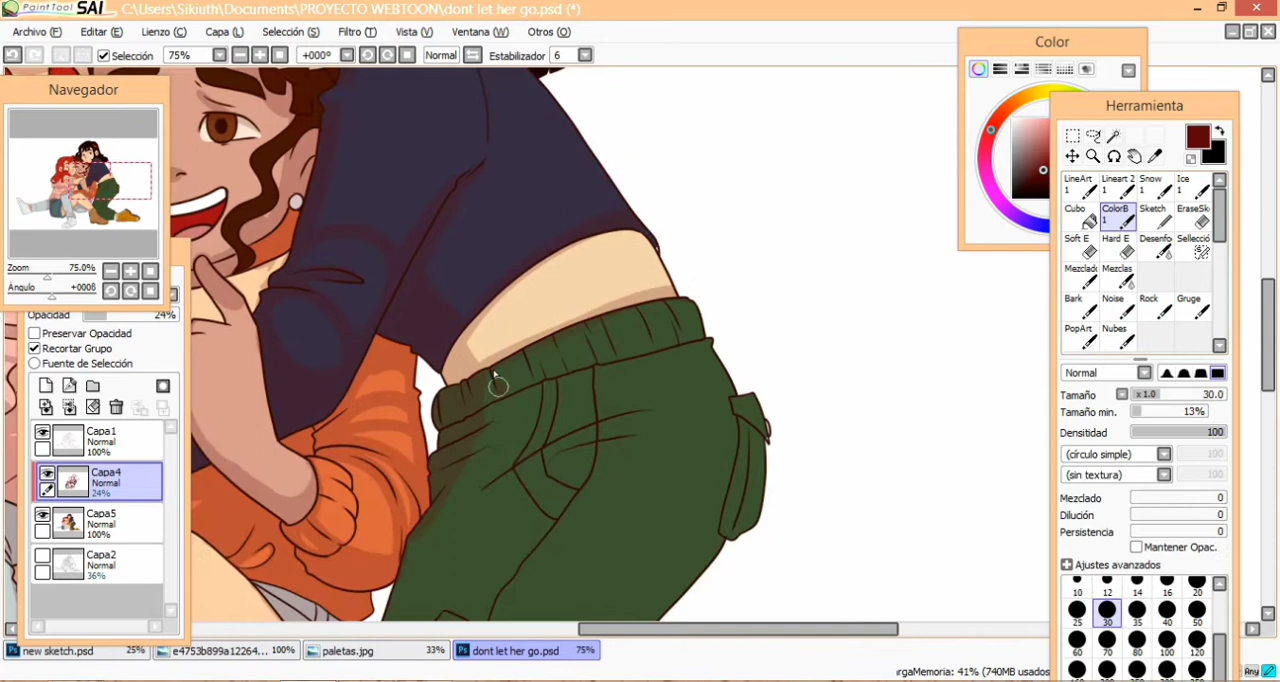 PaintTool SAI C:\Users\Sikiuth\Documents\PROYECTO WEBTOON\dont let her go.psd (*)
Archivo (F) Editar (E) Lienzo (C) Capa (L) Selección (S) Filtro (T) Vista (V) Ventana (W) Otros (O)
Selección 75% +000º Normal Estabilizador 6
Navegador
Zoom 75.0%
Ángulo
Opacidad 24%
Preservar Opacidad
Recortar Grupo
Fuente de Selección
Capa1
Normal
100%
Capa4
Normal
24%
Capa5
Normal
100%
Capa2
Normal
36%
Color
Herramienta
LineArt Lineart 2 Snow Ice
1 1 1 1
Cubo ColorB Sketch EraseSk
1
Soft E Hard E Desenfo Sellecció
Mezclado Mezclas
Bark Noise Rock Gruge
PopArt Nubes
Normal
Tamaño x 1.0 30.0
Tamaño min. 13%
Densitidad 100
(círculo simple) 100
(sin textura) 100
Mezclado 0
Dilución 0
Persistencia 0
Mantener Opac.
Ajustes avanzados
10 12 14 16 20
25 30 35 40 50
60 70 80 100 120
new sketch.psd 25% e4753b899a12264... 100% paletas.jpg 33% dont let her go.psd 75%
rgaMemoria: 41% (740MB usados
Any